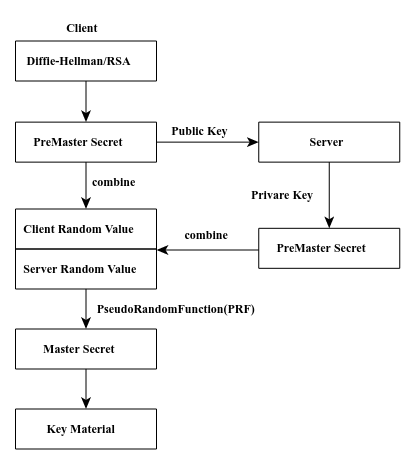 Client
Diffle-Hellman/RSA
PreMaster Secret
Public Key
Server
combine
Privare Key
Client Random Value
combine
PreMaster Secret
Server Random Value
PseudoRandomFunction(PRF)
Master Secret
Key Material